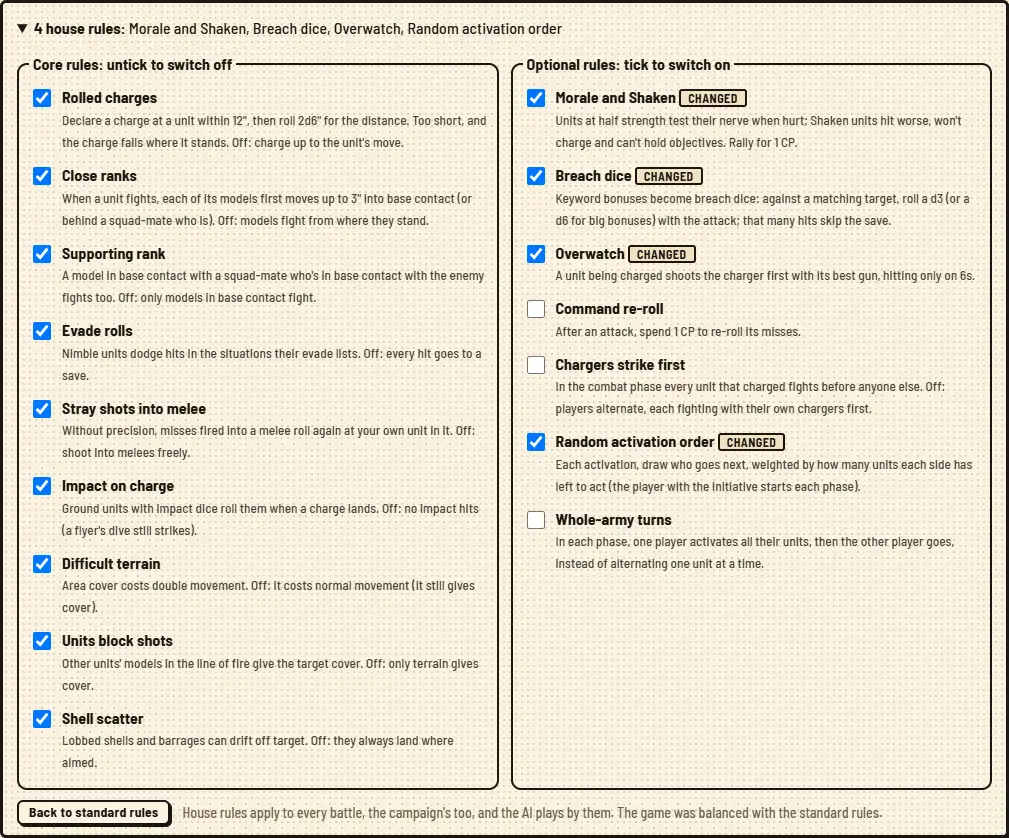 ▼ 4 house rules: Morale and Shaken, Breach dice, Overwatch, Random activation order
Core rules: untick to switch off
Rolled charges
Declare a charge at a unit within 12", then roll 2d6" for the distance. Too short, and
the charge fails where it stands. Off: charge up to the unit's move.
Close ranks
When a unit fights, each of its models first moves up to 3" into base contact (or
behind a squad-mate who is). Off: models fight from where they stand.
Supporting rank
A model in base contact with a squad-mate who's in base contact with the enemy
fights too. Off: only models in base contact fight.
Evade rolls
Nimble units dodge hits in the situations their evade lists. Off: every hit goes to a
save.
Stray shots into melee
Without precision, misses fired into a melee roll again at your own unit in it. Off:
shoot into melees freely.
Impact on charge
Ground units with impact dice roll them when a charge lands. Off: no impact hits
(a flyer's dive still strikes).
Difficult terrain
Area cover costs double movement. Off: it costs normal movement (it still gives
cover).
Units block shots
Other units' models in the line of fire give the target cover. Off: only terrain gives
cover.
Shell scatter
Lobbed shells and barrages can drift off target. Off: they always land where
aimed.
Optional rules: tick to switch on
Morale and Shaken CHANGED
Units at half strength test their nerve when hurt; Shaken units hit worse, won't
charge and can't hold objectives. Rally for 1 CP.
Breach dice CHANGED
Keyword bonuses become breach dice: against a matching target, roll a d3 (or a
d6 for big bonuses) with the attack; that many hits skip the save.
Overwatch CHANGED
A unit being charged shoots the charger first with its best gun, hitting only on 6s.
Command re-roll
After an attack, spend 1 CP to re-roll its misses.
Chargers strike first
In the combat phase every unit that charged fights before anyone else. Off:
players alternate, each fighting with their own chargers first.
Random activation order CHANGED
Each activation, draw who goes next, weighted by how many units each side has
left to act (the player with the initiative starts each phase).
Whole-army turns
In each phase, one player activates all their units, then the other player goes,
instead of alternating one unit at a time.
Back to standard rules House rules apply to every battle, the campaign's too, and the AI plays by them. The game was balanced with the standard rules.